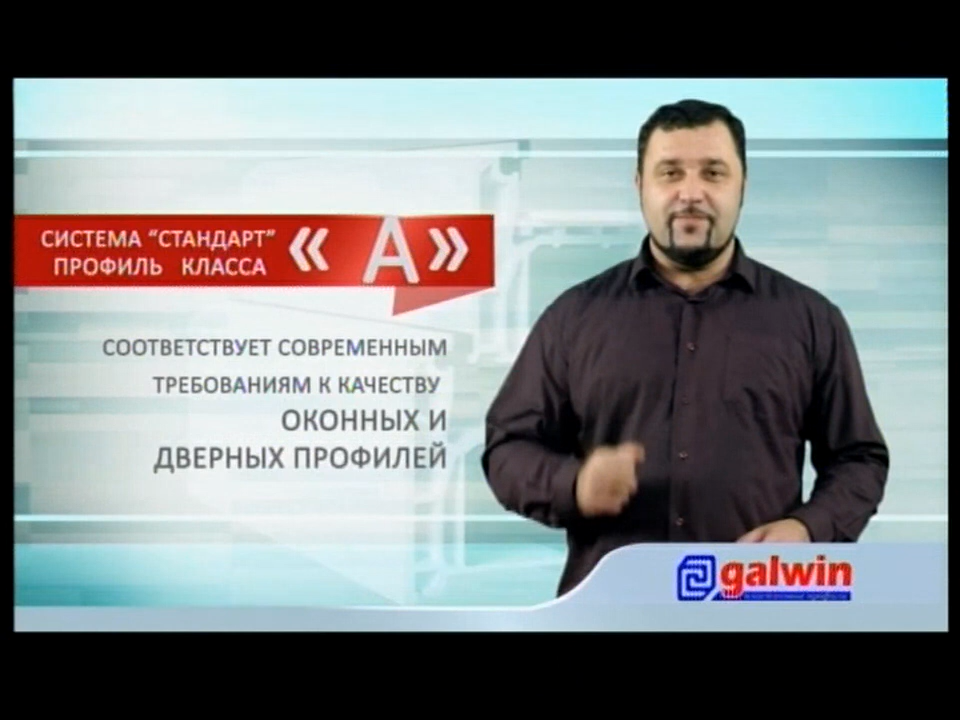 СИСТЕМА “СТАНДАРТ”
ПРОФИЛЬ КЛАССА
« А»
СООТВЕТСТВУЕТ СОВРЕМЕННЫМ
ТРЕБОВАНИЯМ К КАЧЕСТВУ
ОКОННЫХ И
ДВЕРНЫХ ПРОФИЛЕЙ
galwin